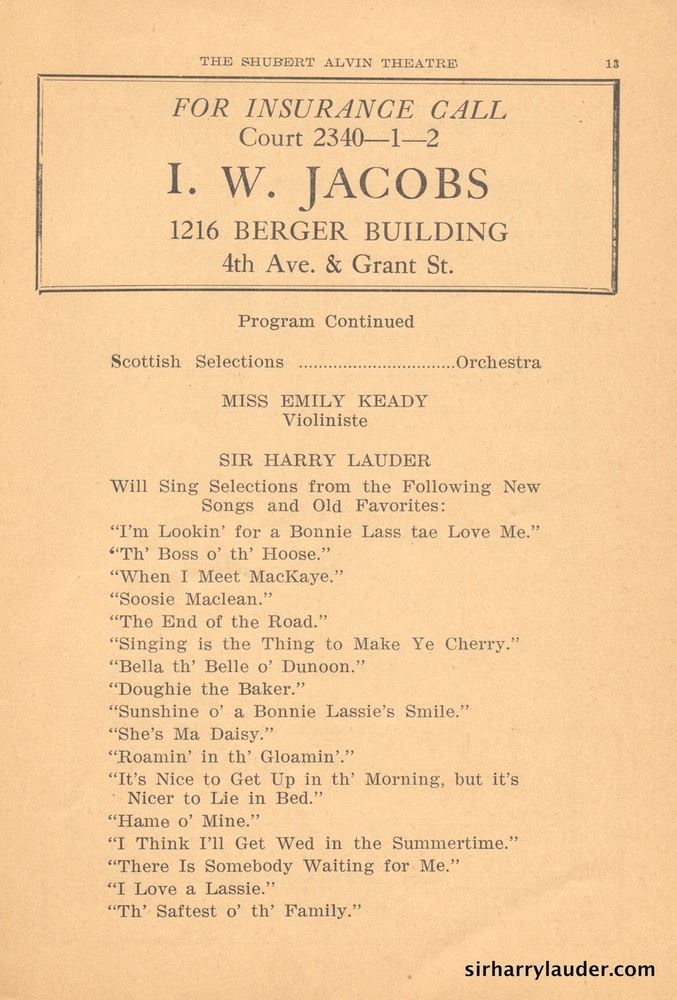 THE SHUBERT ALVIN THEATRE 13
FOR INSURANCE CALL
Court 2340—1—2
I. W. JACOBS
1216 BERGER BUILDING
4th Ave. & Grant St.
Program Continued
Scottish Selections ................................Orchestra
MISS EMILY KEADY
Violiniste
SIR HARRY LAUDER
Will Sing Selections from the Following New
Songs and Old Favorites:
“I’m Lookin’ for a Bonnie Lass tae Love Me.”
“Th’ Boss o’ th’ Hoose.”
“When I Meet MacKaye.”
“Soosie Maclean.”
“The End of the Road.”
“Singing is the Thing to Make Ye Cherry.”
“Bella th’ Belle o’ Dunoon.”
“Doughie the Baker.”
“Sunshine o’ a Bonnie Lassie’s Smile.”
“She’s Ma Daisy.”
“Roamin’ in th’ Gloamin’.”
“It’s Nice to Get Up in th’ Morning, but it’s
Nicer to Lie in Bed.”
“Hame o’ Mine.”
“I Think I’ll Get Wed in the Summertime.”
“There Is Somebody Waiting for Me.”
“I Love a Lassie.”
“Th’ Saftest o’ th’ Family.”
sirharrylauder.com